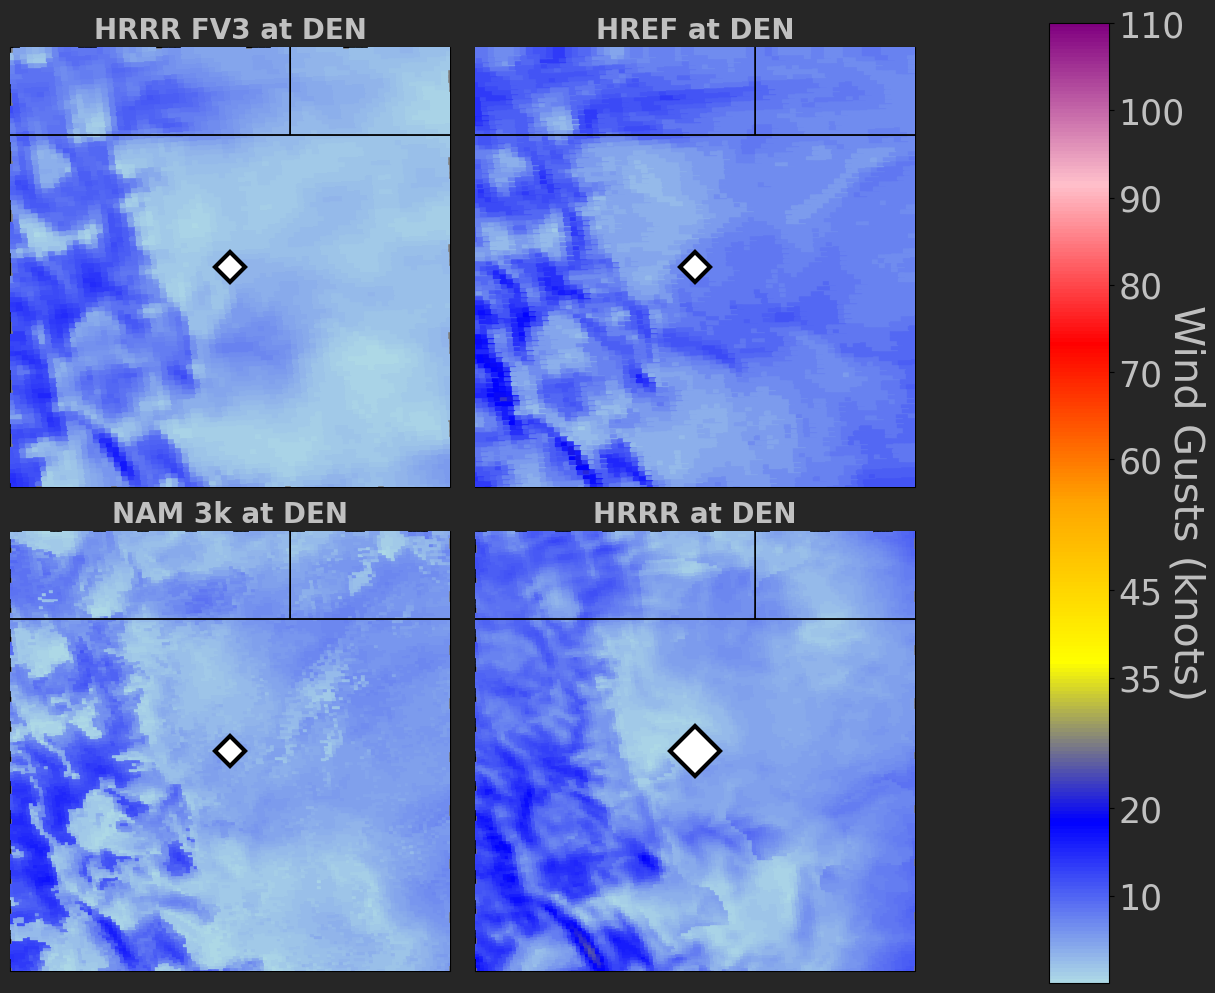 HRRR FV3 at DEN
HREF at DEN
NAM 3k at DEN
HRRR at DEN
110
100
90
80
70
60
45
35
20
10
Wind Gusts (knots)